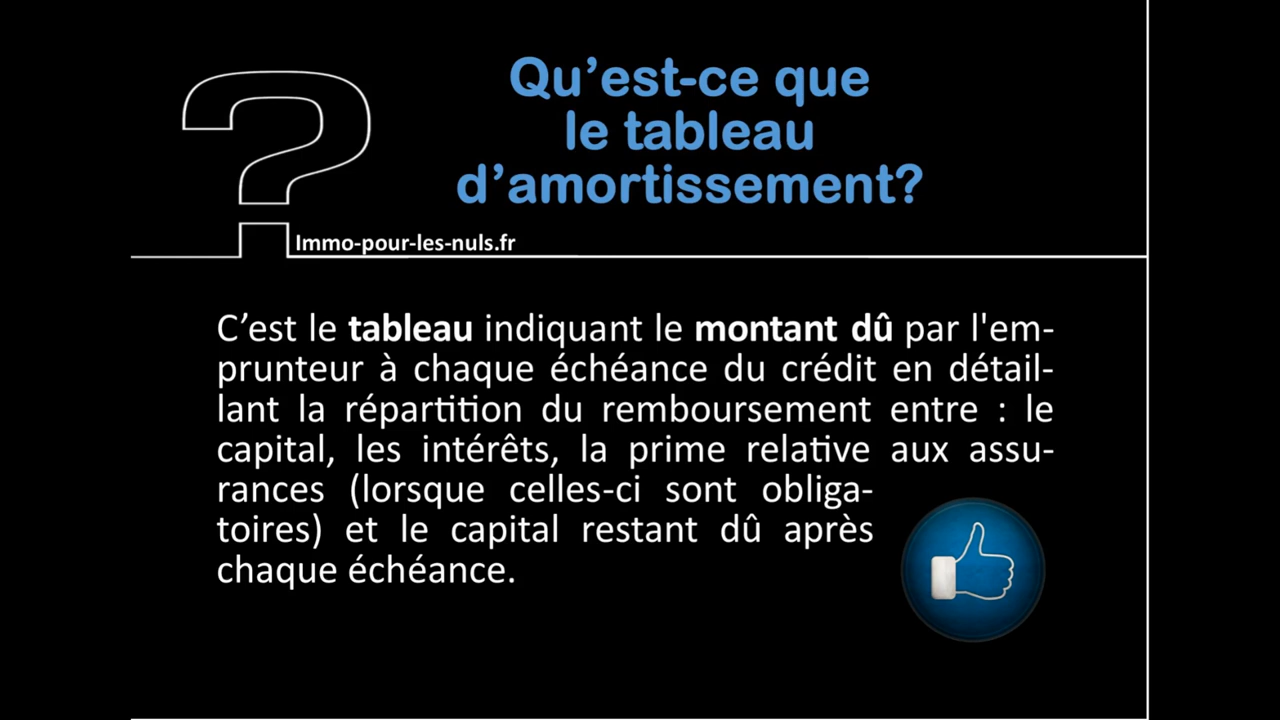 Qu’est-ce que
le tableau
d’amortissement?
Immo-pour-les-nuls.fr
C’est le tableau indiquant le montant dû par l'em-
prunteur à chaque échéance du crédit en détail-
lant la répartition du remboursement entre : le
capital, les intérêts, la prime relative aux assu-
rances (lorsque celles-ci sont obliga-
toires) et le capital restant dû après
chaque échéance.